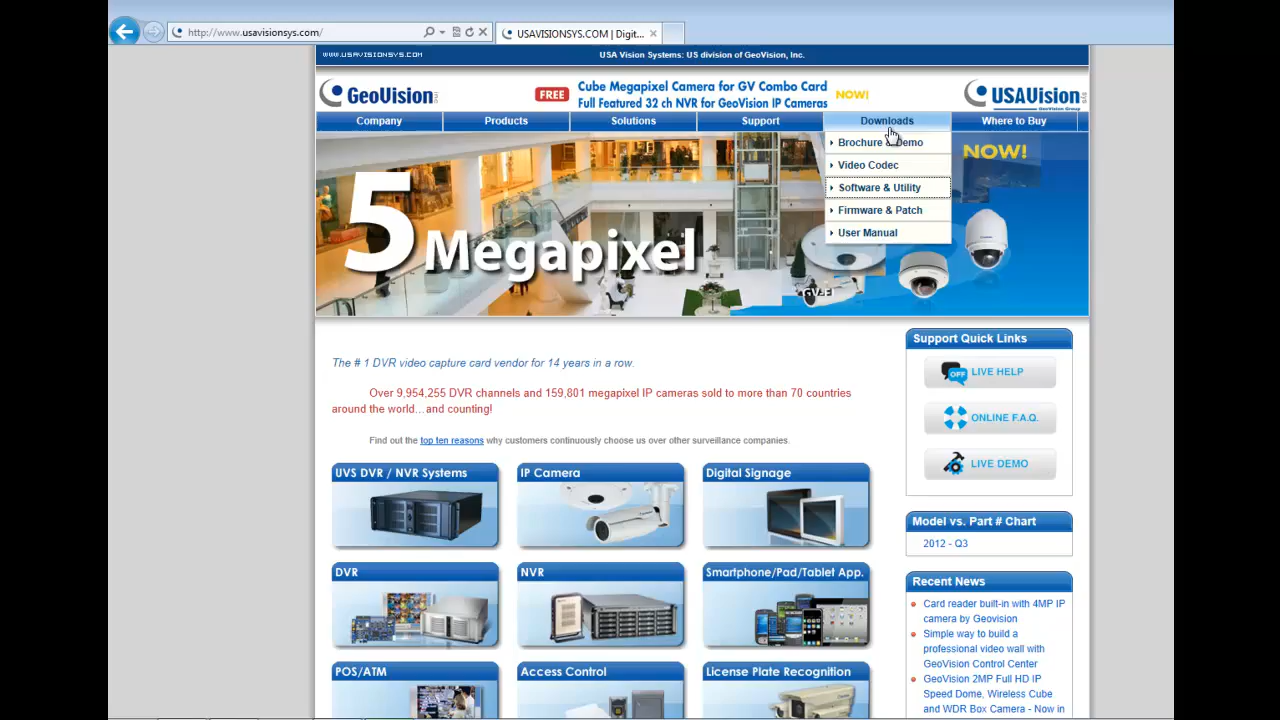 http://www.usavisionsys.com/
USAVISIONSYS.COM | Digit...
WWW.USAVISIONSYS.COM
USA Vision Systems: US division of GeoVision, Inc.
GeoVision Inc
FREE
Cube Megapixel Camera for GV Combo Card
Full Featured 32 ch NVR for GeoVision IP Cameras
NOW!
USAVision sys
GeoVision Group
Company
Products
Solutions
Support
Downloads
Where to Buy
Brochure & Demo
Video Codec
Software & Utility
Firmware & Patch
User Manual
NOW!
5 Megapixel
The # 1 DVR video capture card vendor for 14 years in a row.
Over 9,954,255 DVR channels and 159,801 megapixel IP cameras sold to more than 70 countries
around the world...and counting!
Find out the top ten reasons why customers continuously choose us over other surveillance companies.
UVS DVR / NVR Systems
IP Camera
Digital Signage
DVR
NVR
Smartphone/Pad/Tablet App.
POS/ATM
Access Control
License Plate Recognition
Support Quick Links
OFF LIVE HELP
ONLINE F.A.Q.
LIVE DEMO
Model vs. Part # Chart
2012 - Q3
Recent News
Card reader built-in with 4MP IP
camera by Geovision
Simple way to build a
professional video wall with
GeoVision Control Center
GeoVision 2MP Full HD IP
Speed Dome, Wireless Cube
and WDR Box Camera - Now in